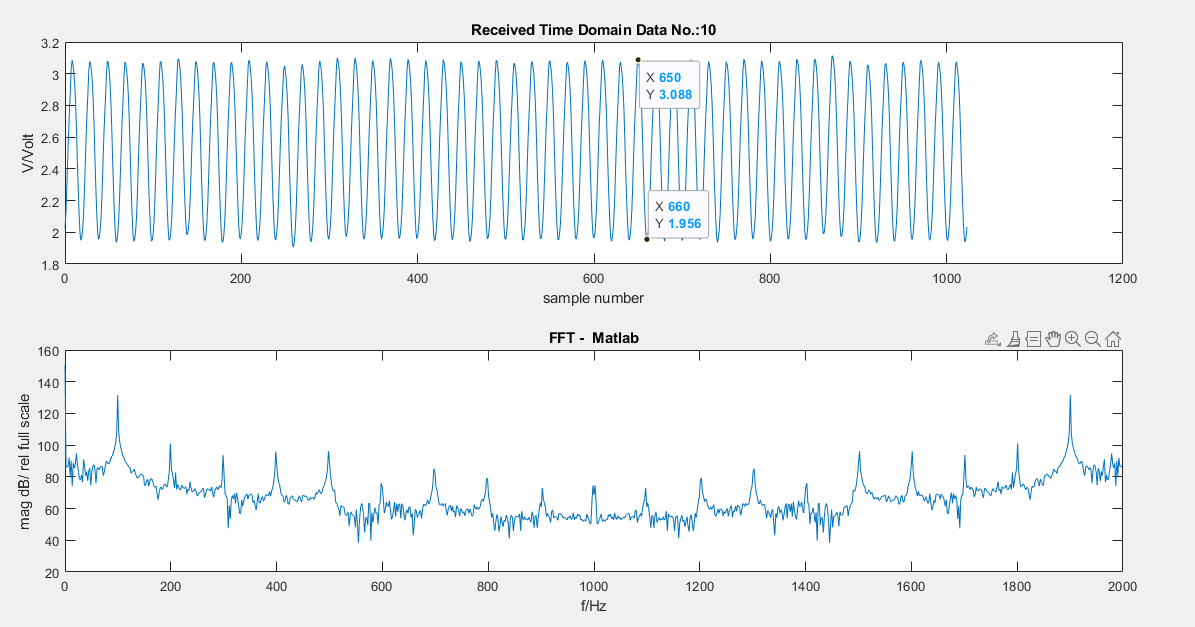 Received Time Domain Data No.:10
3.2
3
2.8
2.6
2.4
2.2
2
1.8
V/Volt
X 650
Y 3.088
X 660
Y 1.956
0 200 400 600 800 1000 1200
sample number
FFT -  Matlab
160
140
120
100
80
60
40
20
mag dB/ rel full scale
0 200 400 600 800 1000 1200 1400 1600 1800 2000
f/Hz